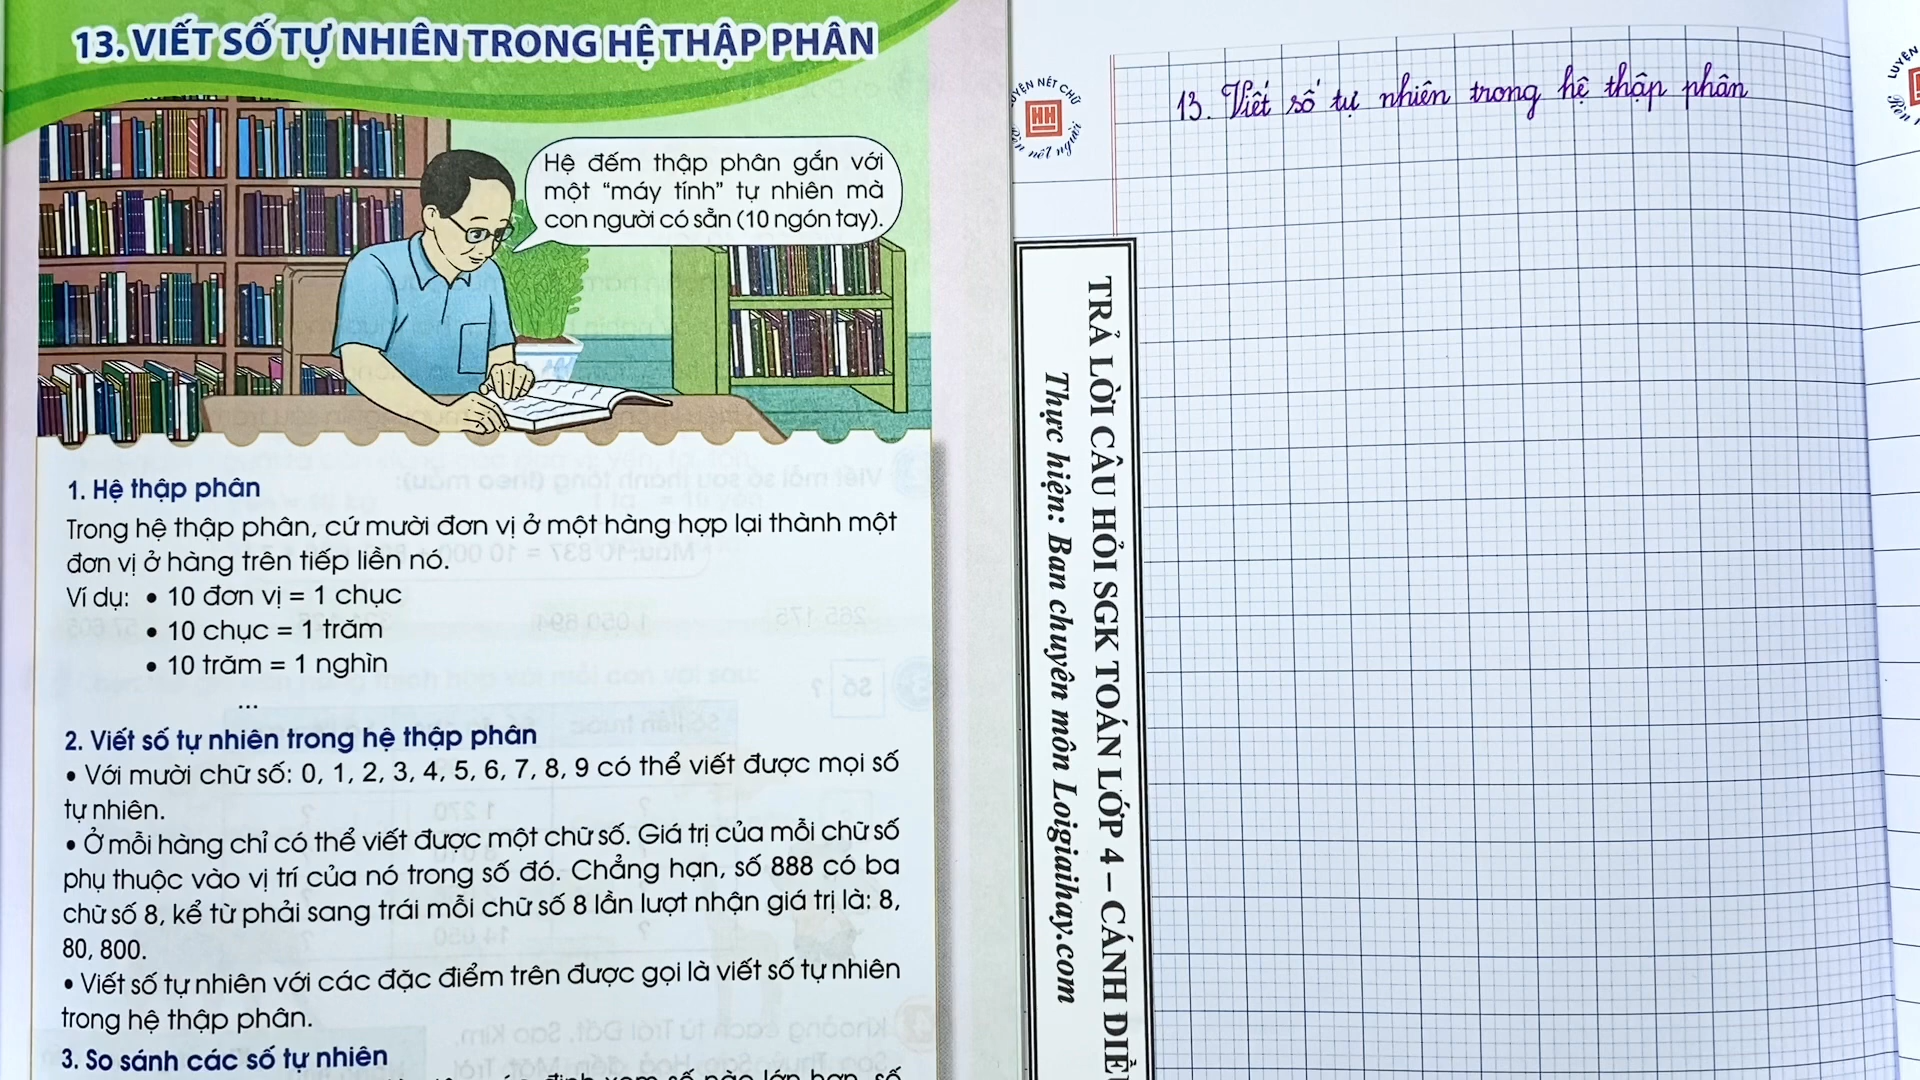 13. VIẾT SỐ TỰ NHIÊN TRONG HỆ THẬP PHÂN
Hệ đếm thập phân gắn với
một “máy tính” tự nhiên mà
con người có sẵn (10 ngón tay).
1. Hệ thập phân
Trong hệ thập phân, cứ mười đơn vị ở một hàng hợp lại thành một
đơn vị ở hàng trên tiếp liền nó.
Ví dụ: • 10 đơn vị = 1 chục
• 10 chục = 1 trăm
• 10 trăm = 1 nghìn
...
2. Viết số tự nhiên trong hệ thập phân
• Với mười chữ số: 0, 1, 2, 3, 4, 5, 6, 7, 8, 9 có thể viết được mọi số
tự nhiên.
• Ở mỗi hàng chỉ có thể viết được một chữ số. Giá trị của mỗi chữ số
phụ thuộc vào vị trí của nó trong số đó. Chẳng hạn, số 888 có ba
chữ số 8, kể từ phải sang trái mỗi chữ số 8 lần lượt nhận giá trị là: 8,
80, 800.
• Viết số tự nhiên với các đặc điểm trên được gọi là viết số tự nhiên
trong hệ thập phân.
3. So sánh các số tự nhiên
13. Viết số tự nhiên trong hệ thập phân
NÉT CHỮ
HH
nết người
TRẢ LỜI CÂU HỎI SGK TOÁN LỚP 4 – CÁNH DIỀU
Thực hiện: Ban chuyên môn Loigiaihay.com
LUYỆN